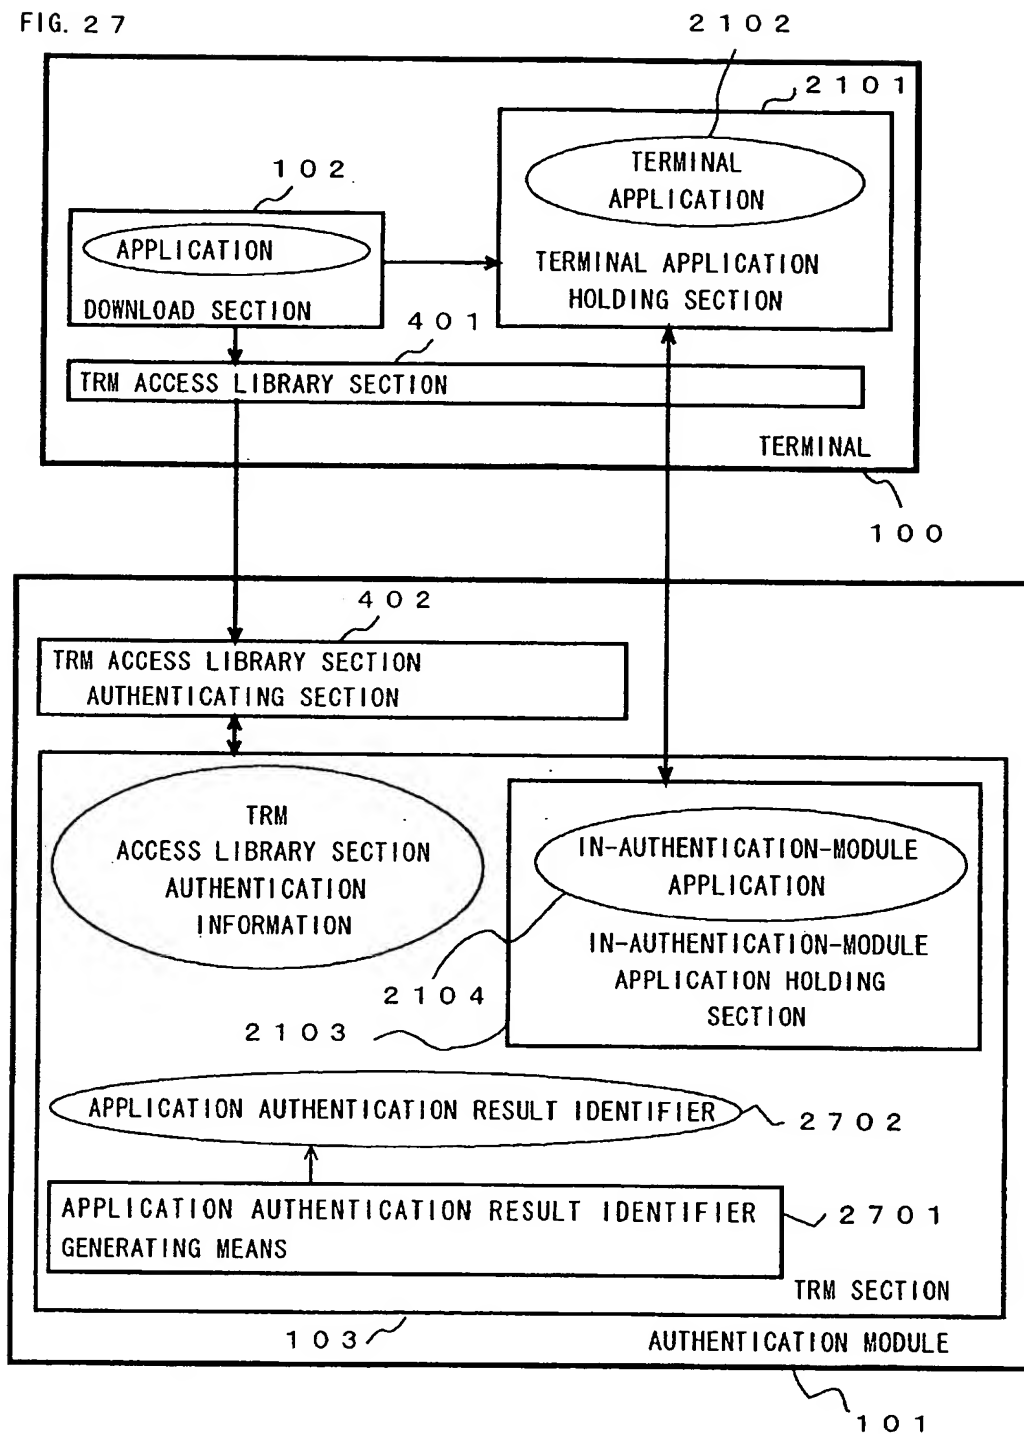 FIG. 27
2102
2101
TERMINAL
APPLICATION
102
APPLICATION
TERMINAL APPLICATION
HOLDING SECTION
DOWNLOAD SECTION
401
TRM ACCESS LIBRARY SECTION
TERMINAL
100
402
TRM ACCESS LIBRARY SECTION
AUTHENTICATING SECTION
TRM
ACCESS LIBRARY SECTION
AUTHENTICATION
INFORMATION
IN-AUTHENTICATION-MODULE
APPLICATION
IN-AUTHENTICATION-MODULE
APPLICATION HOLDING
SECTION
2104
2103
APPLICATION AUTHENTICATION RESULT IDENTIFIER
2702
APPLICATION AUTHENTICATION RESULT IDENTIFIER
GENERATING MEANS
2701
TRM SECTION
103
AUTHENTICATION MODULE
101